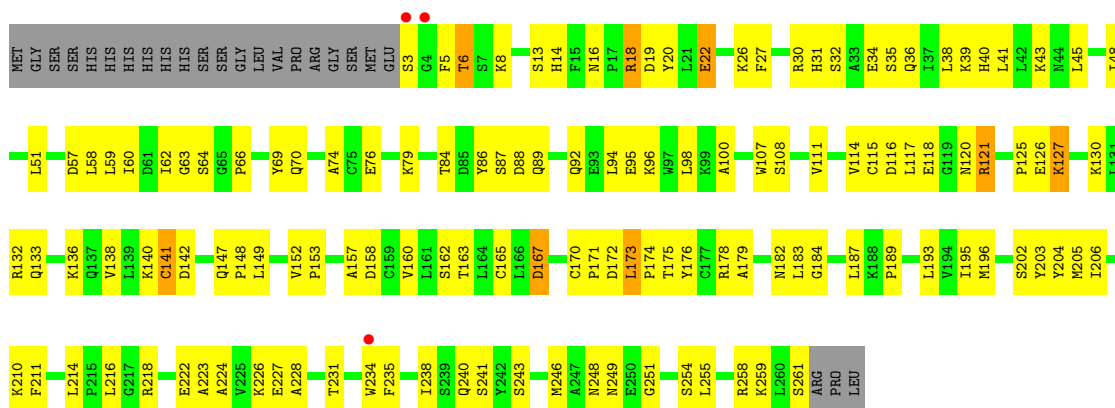 MET GLY SER SER HIS HIS HIS HIS HIS HIS SER SER GLY LEU VAL PRO ARG GLY SER MET GLU S3 G4 F5 T6 S7 K8 S13 H14 F15 N16 P17 R18 D19 Y20 L21 E22 K26 F27 R30 H31 S32 A33 E34 S35 Q36 I37 L38 K39 H40 L41 L42 K43 N44 L45 I48
L51 D57 L58 L59 I60 D61 I62 G63 S64 G65 P66 Y69 Q70 A74 C75 E76 K79 T84 D85 Y86 S87 D88 Q89 Q92 E93 L94 E95 K96 W97 L98 K99 A100 W107 S108 V111 V114 C115 D116 L117 E118 G119 N120 R121 P125 E126 K127 K130 L131
R132 Q133 K136 Q137 V138 L139 K140 C141 D142 Q147 P148 L149 V152 P153 A157 D158 C159 V160 L161 S162 T163 L164 C165 L166 D167 C170 P171 D172 L173 P174 T175 Y176 C177 R178 A179 N182 L183 G184 L187 K188 P189 L193 V194 I195 M196 S202 Y203 Y204 M205 I206
K210 F211 L214 P215 L216 G217 R218 E222 A223 A224 V225 K226 E227 A228 T231 W234 F235 I238 S239 Q240 S241 Y242 S243 M246 A247 N248 N249 E250 G251 S254 L255 R258 K259 L260 S261 ARG PRO LEU